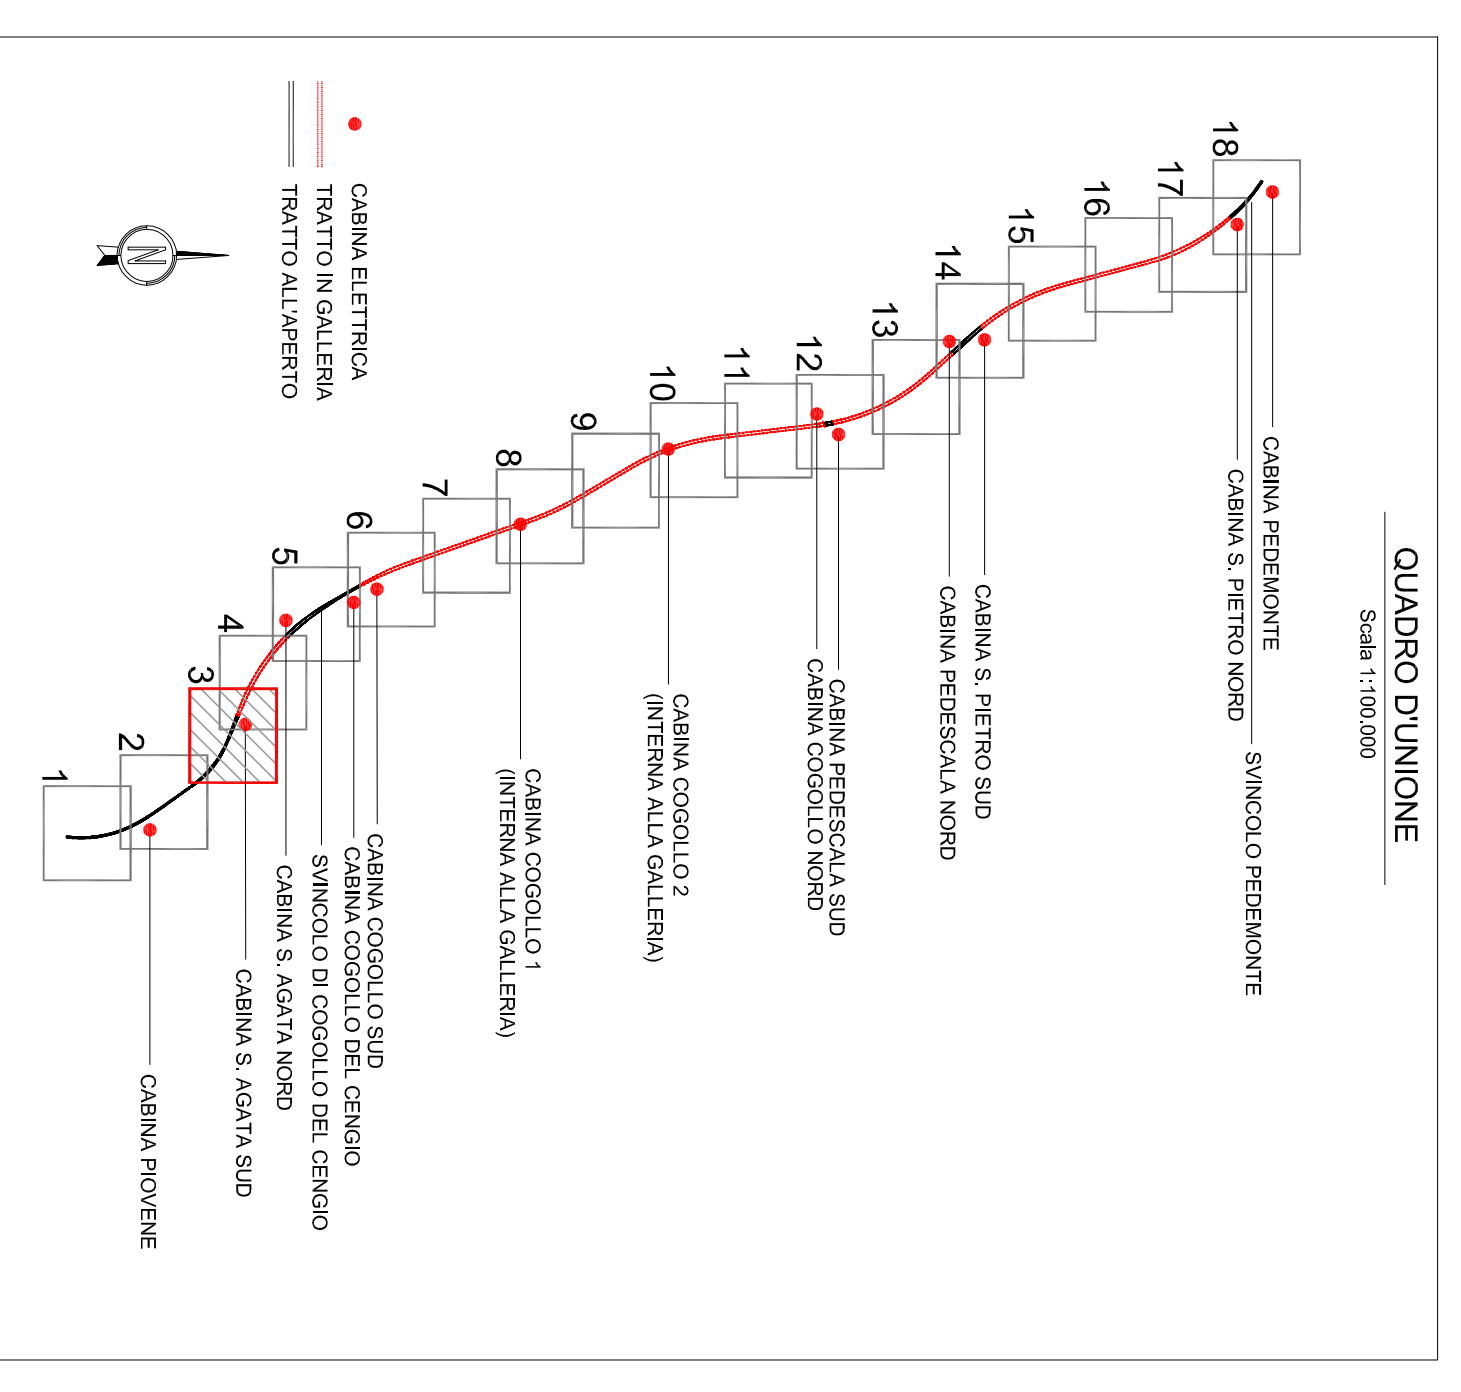 QUADRO D'UNIONE
Scala 1:100.000
CABINA PEDEMONTE
SVINCOLO PEDEMONTE
CABINA S. PIETRO NORD
CABINA S. PIETRO SUD
CABINA PEDESCALA NORD
CABINA PEDESCALA SUD
CABINA COGOLLO NORD
CABINA COGOLLO 2
(INTERNA ALLA GALLERIA)
CABINA COGOLLO 1
(INTERNA ALLA GALLERIA)
CABINA COGOLLO SUD
CABINA COGOLLO DEL CENGIO
SVINCOLO DI COGOLLO DEL CENGIO
CABINA S. AGATA NORD
CABINA S. AGATA SUD
CABINA PIOVENE
18
17
16
15
14
13
12
11
10
9
8
7
6
5
4
3
2
1
CABINA ELETTRICA
TRATTO IN GALLERIA
TRATTO ALL'APERTO
N